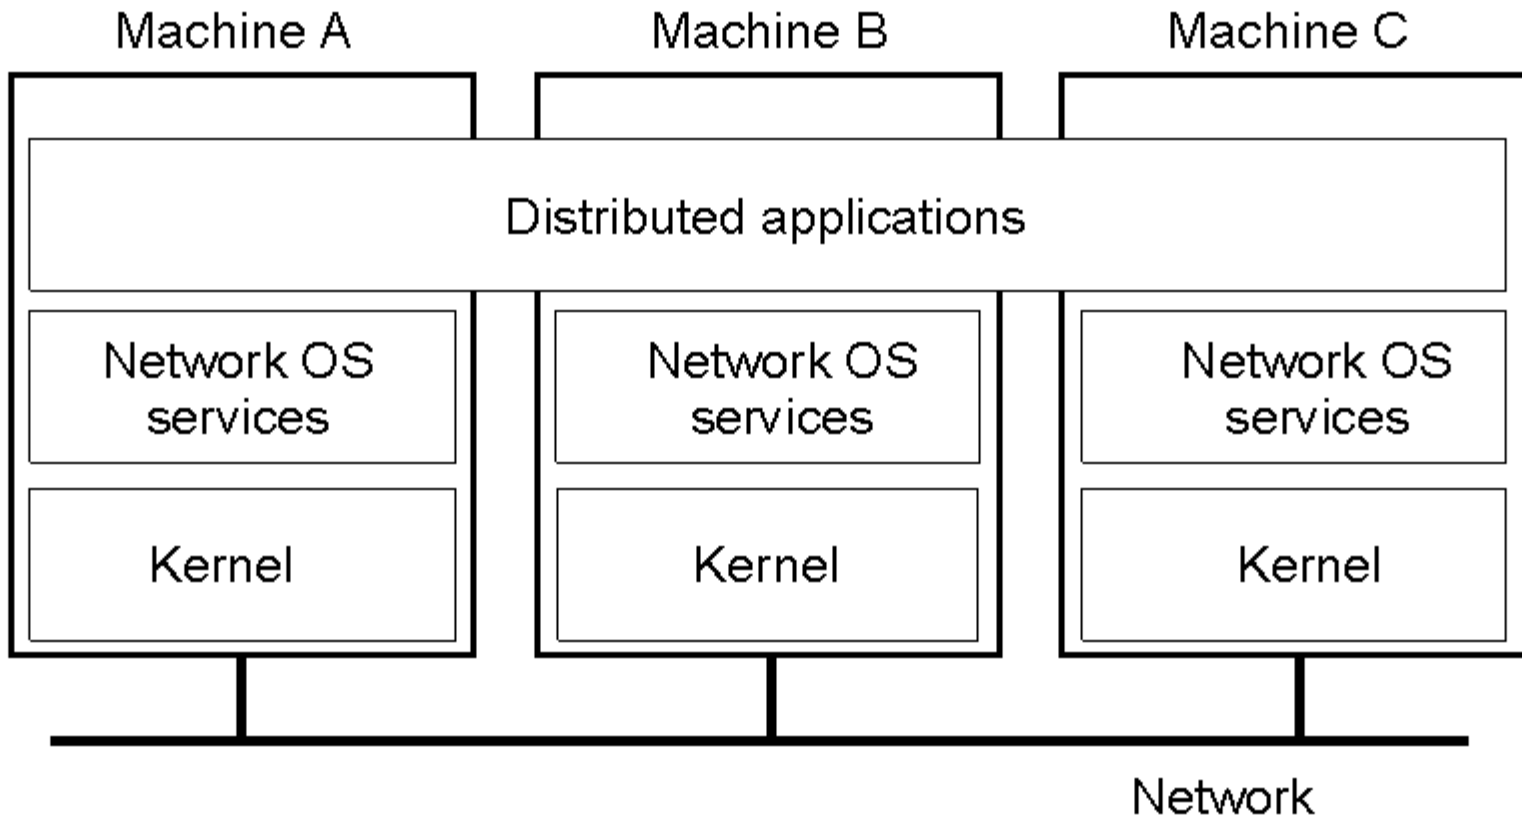 Machine A
Machine B
Machine C
Distributed applications
Network OS
services
Network OS
services
Network OS
services
Kernel
Kernel
Kernel
Network